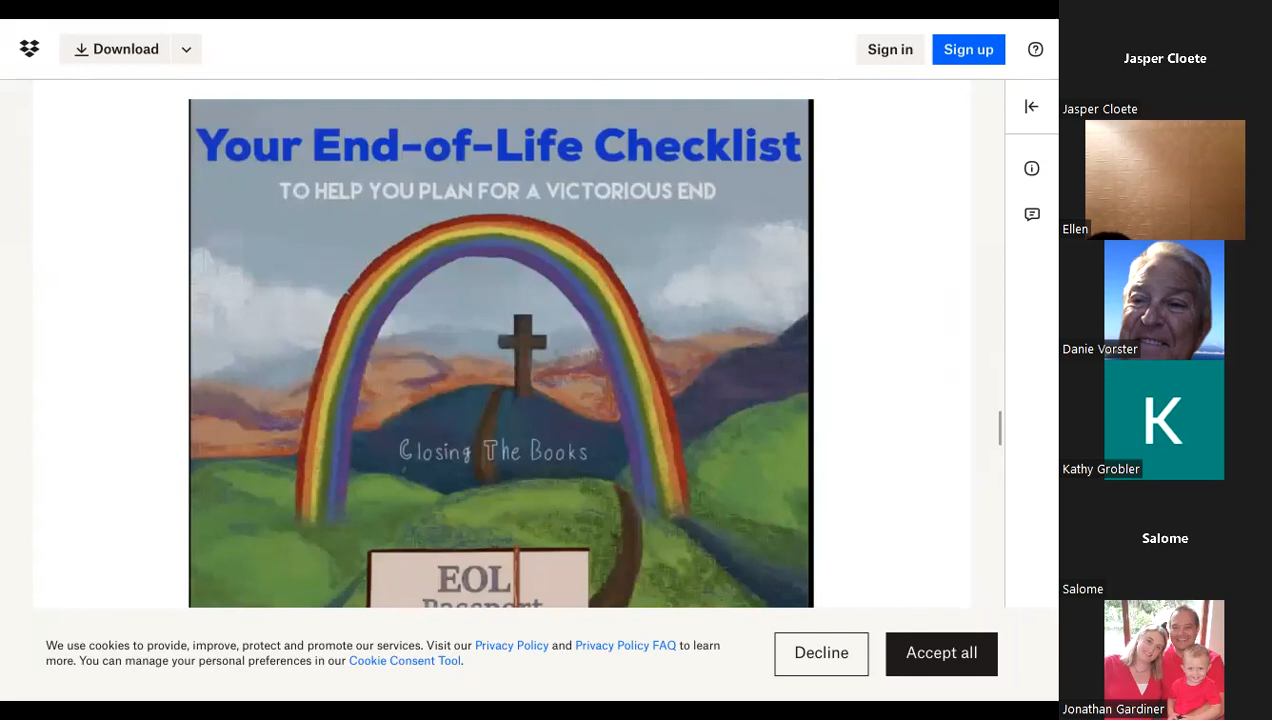 Download
Sign in
Sign up
Your End-of-Life Checklist
TO HELP YOU PLAN FOR A VICTORIOUS END
Closing The Books
EOL
Passport
We use cookies to provide, improve, protect and promote our services. Visit our Privacy Policy and Privacy Policy FAQ to learn
more. You can manage your personal preferences in our Cookie Consent Tool.
Decline
Accept all
Jasper Cloete
Jasper Cloete
Ellen
Danie Vorster
K
Kathy Grobler
Salome
Salome
Jonathan Gardiner